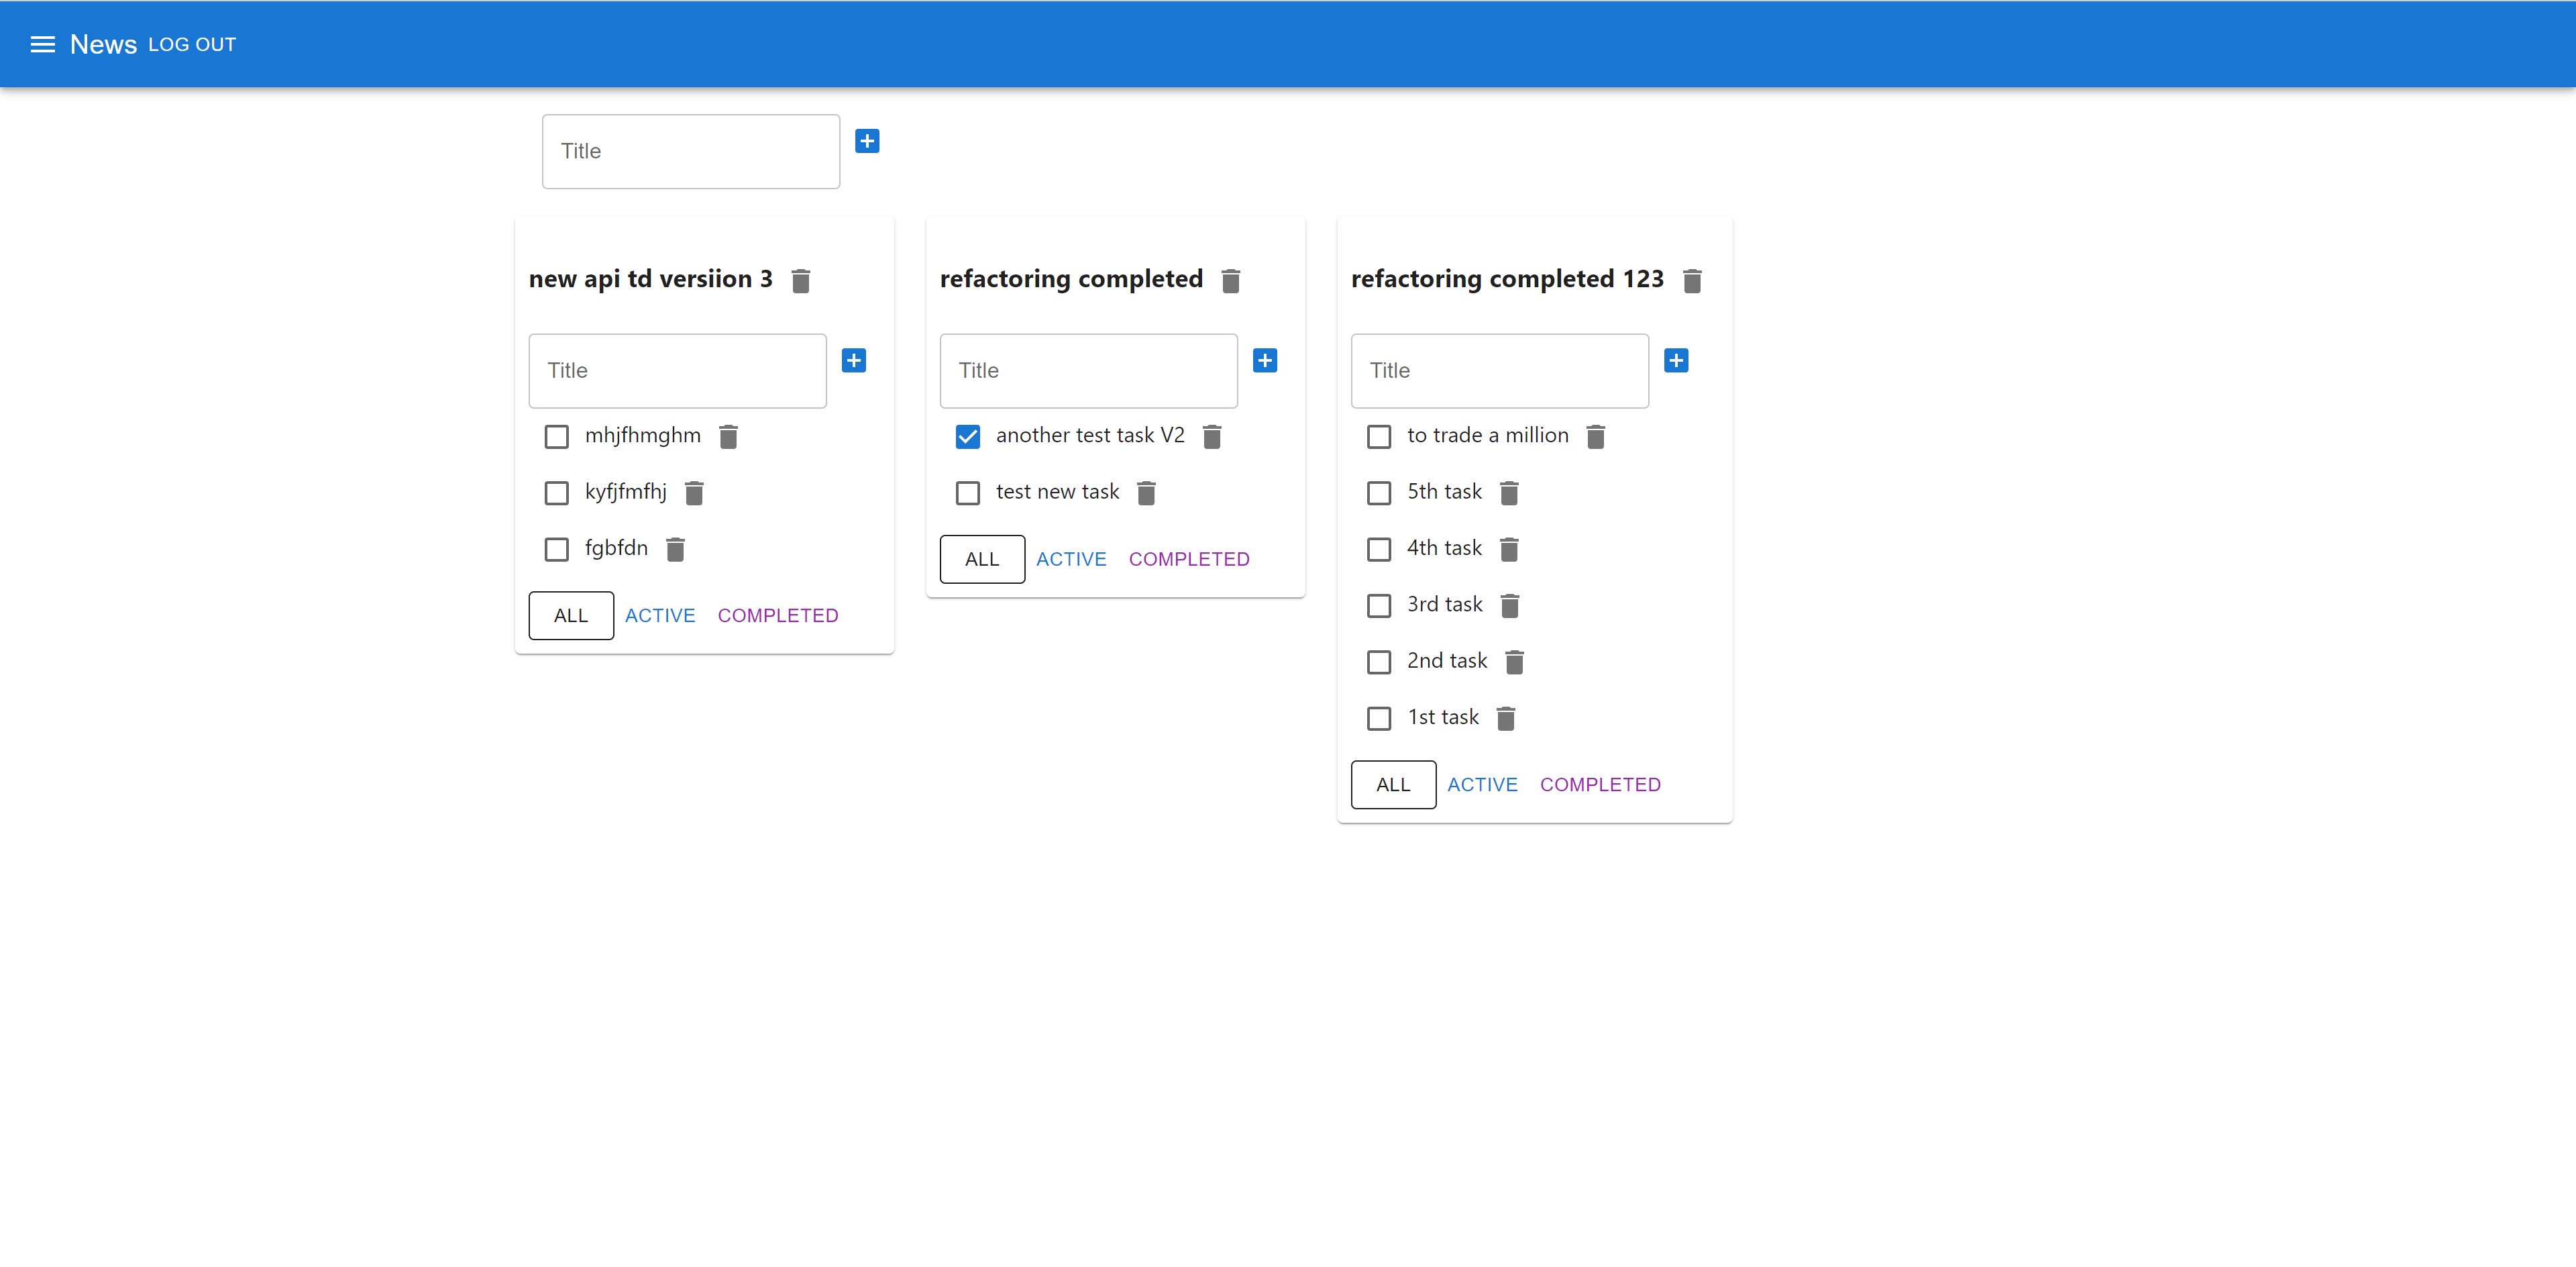 News LOG OUT
Title
new api td versiion 3
Title
mhjfhmghm
kyfjfmfhj
fgbfdn
ALL ACTIVE COMPLETED
refactoring completed
Title
another test task V2
test new task
ALL ACTIVE COMPLETED
refactoring completed 123
Title
to trade a million
5th task
4th task
3rd task
2nd task
1st task
ALL ACTIVE COMPLETED